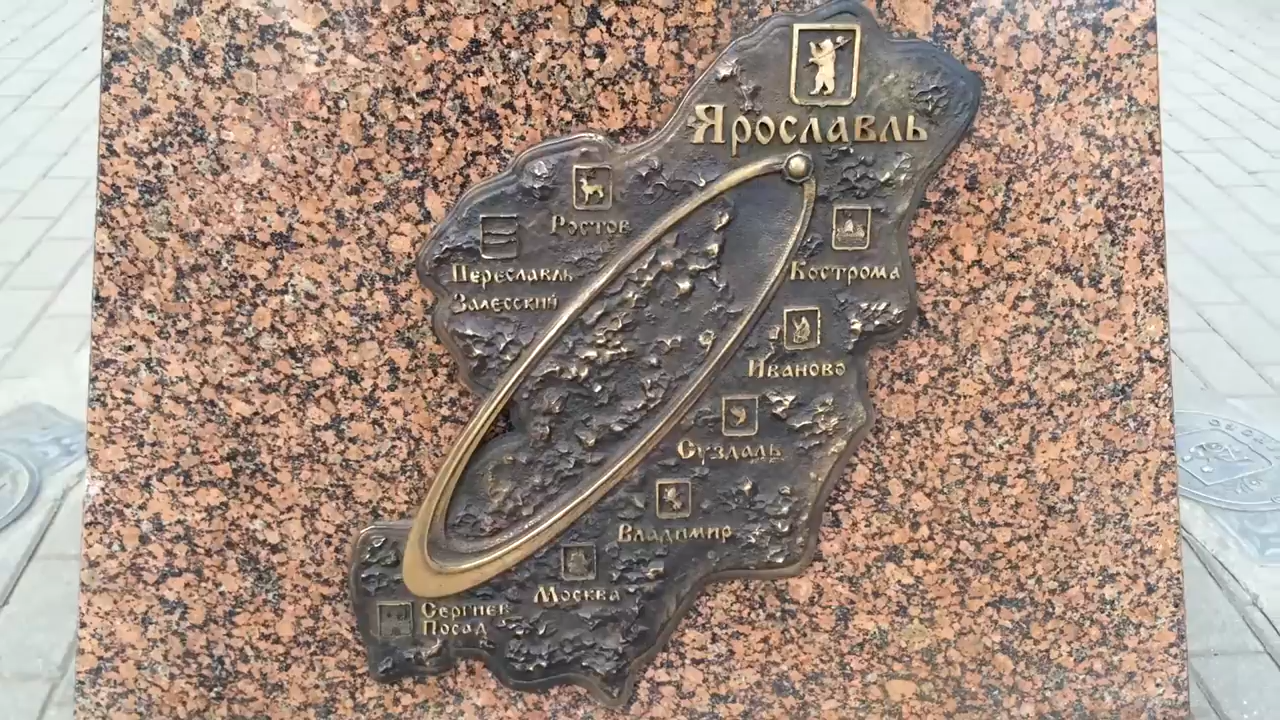 Ярославль
Ростов
Переславль
Залесский
Кострома
Иваново
Суздаль
Владимир
Москва
Сергиев
Посад